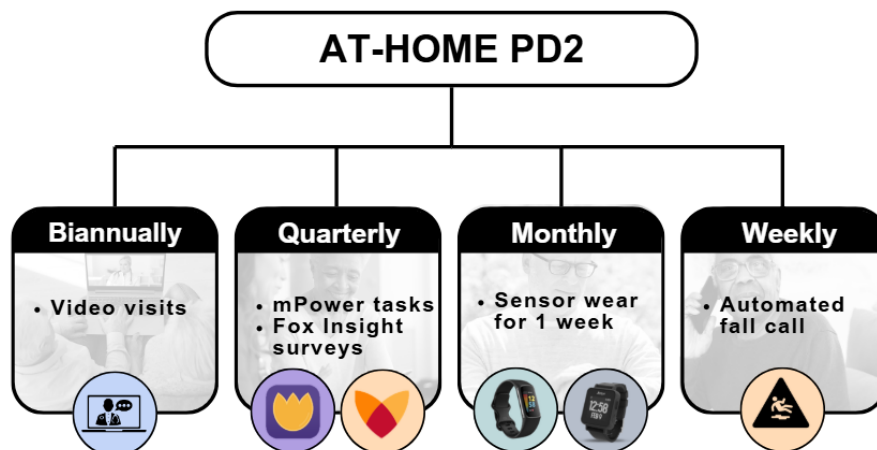 AT-HOME PD2
Biannually
• Video visits
Quarterly
• mPower tasks
• Fox Insight
surveys
Monthly
• Sensor wear
for 1 week
12:58
Weekly
• Automated
fall call